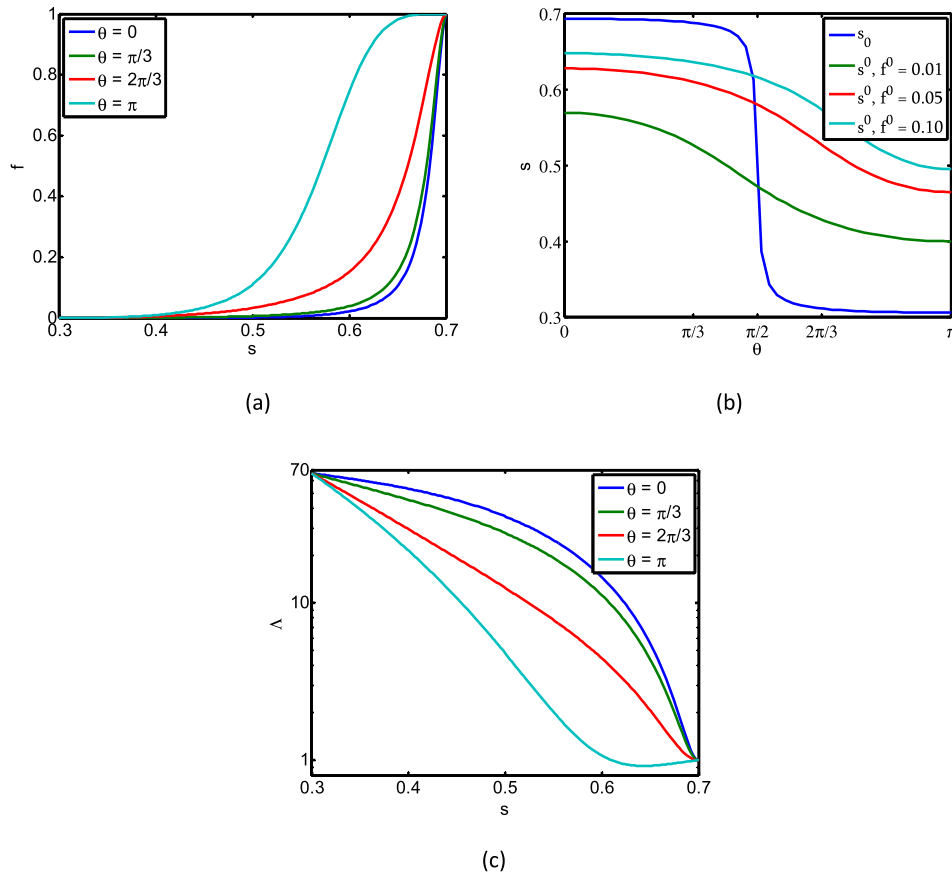 1
0.8
0.6
0.4
0.2
0
f
0.3
0.4
0.5
0.6
0.7
s
θ = 0
θ = π/3
θ = 2π/3
θ = π
(a)
0.7
0.6
0.5
0.4
0.3
s
0
π/3
π/2
2π/3
π
θ
s₀
s⁰, f⁰ = 0.01
s⁰, f⁰ = 0.05
s⁰, f⁰ = 0.10
(b)
70
10
1
Λ
0.3
0.4
0.5
0.6
0.7
s
θ = 0
θ = π/3
θ = 2π/3
θ = π
(c)